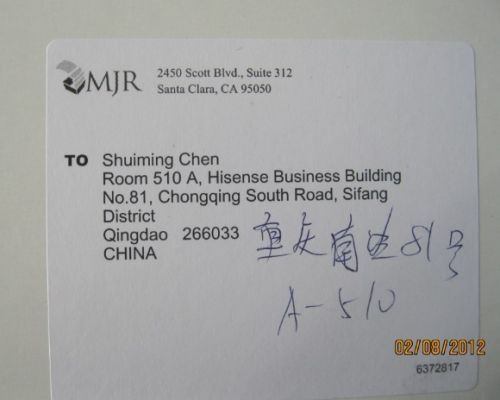 MJR
2450 Scott Blvd., Suite 312
Santa Clara, CA 95050
TO Shuiming Chen
Room 510 A, Hisense Business Building
No.81, Chongqing South Road, Sifang
District
Qingdao 266033
CHINA
重庆南路81号
A-510
02/08/2012
6372817